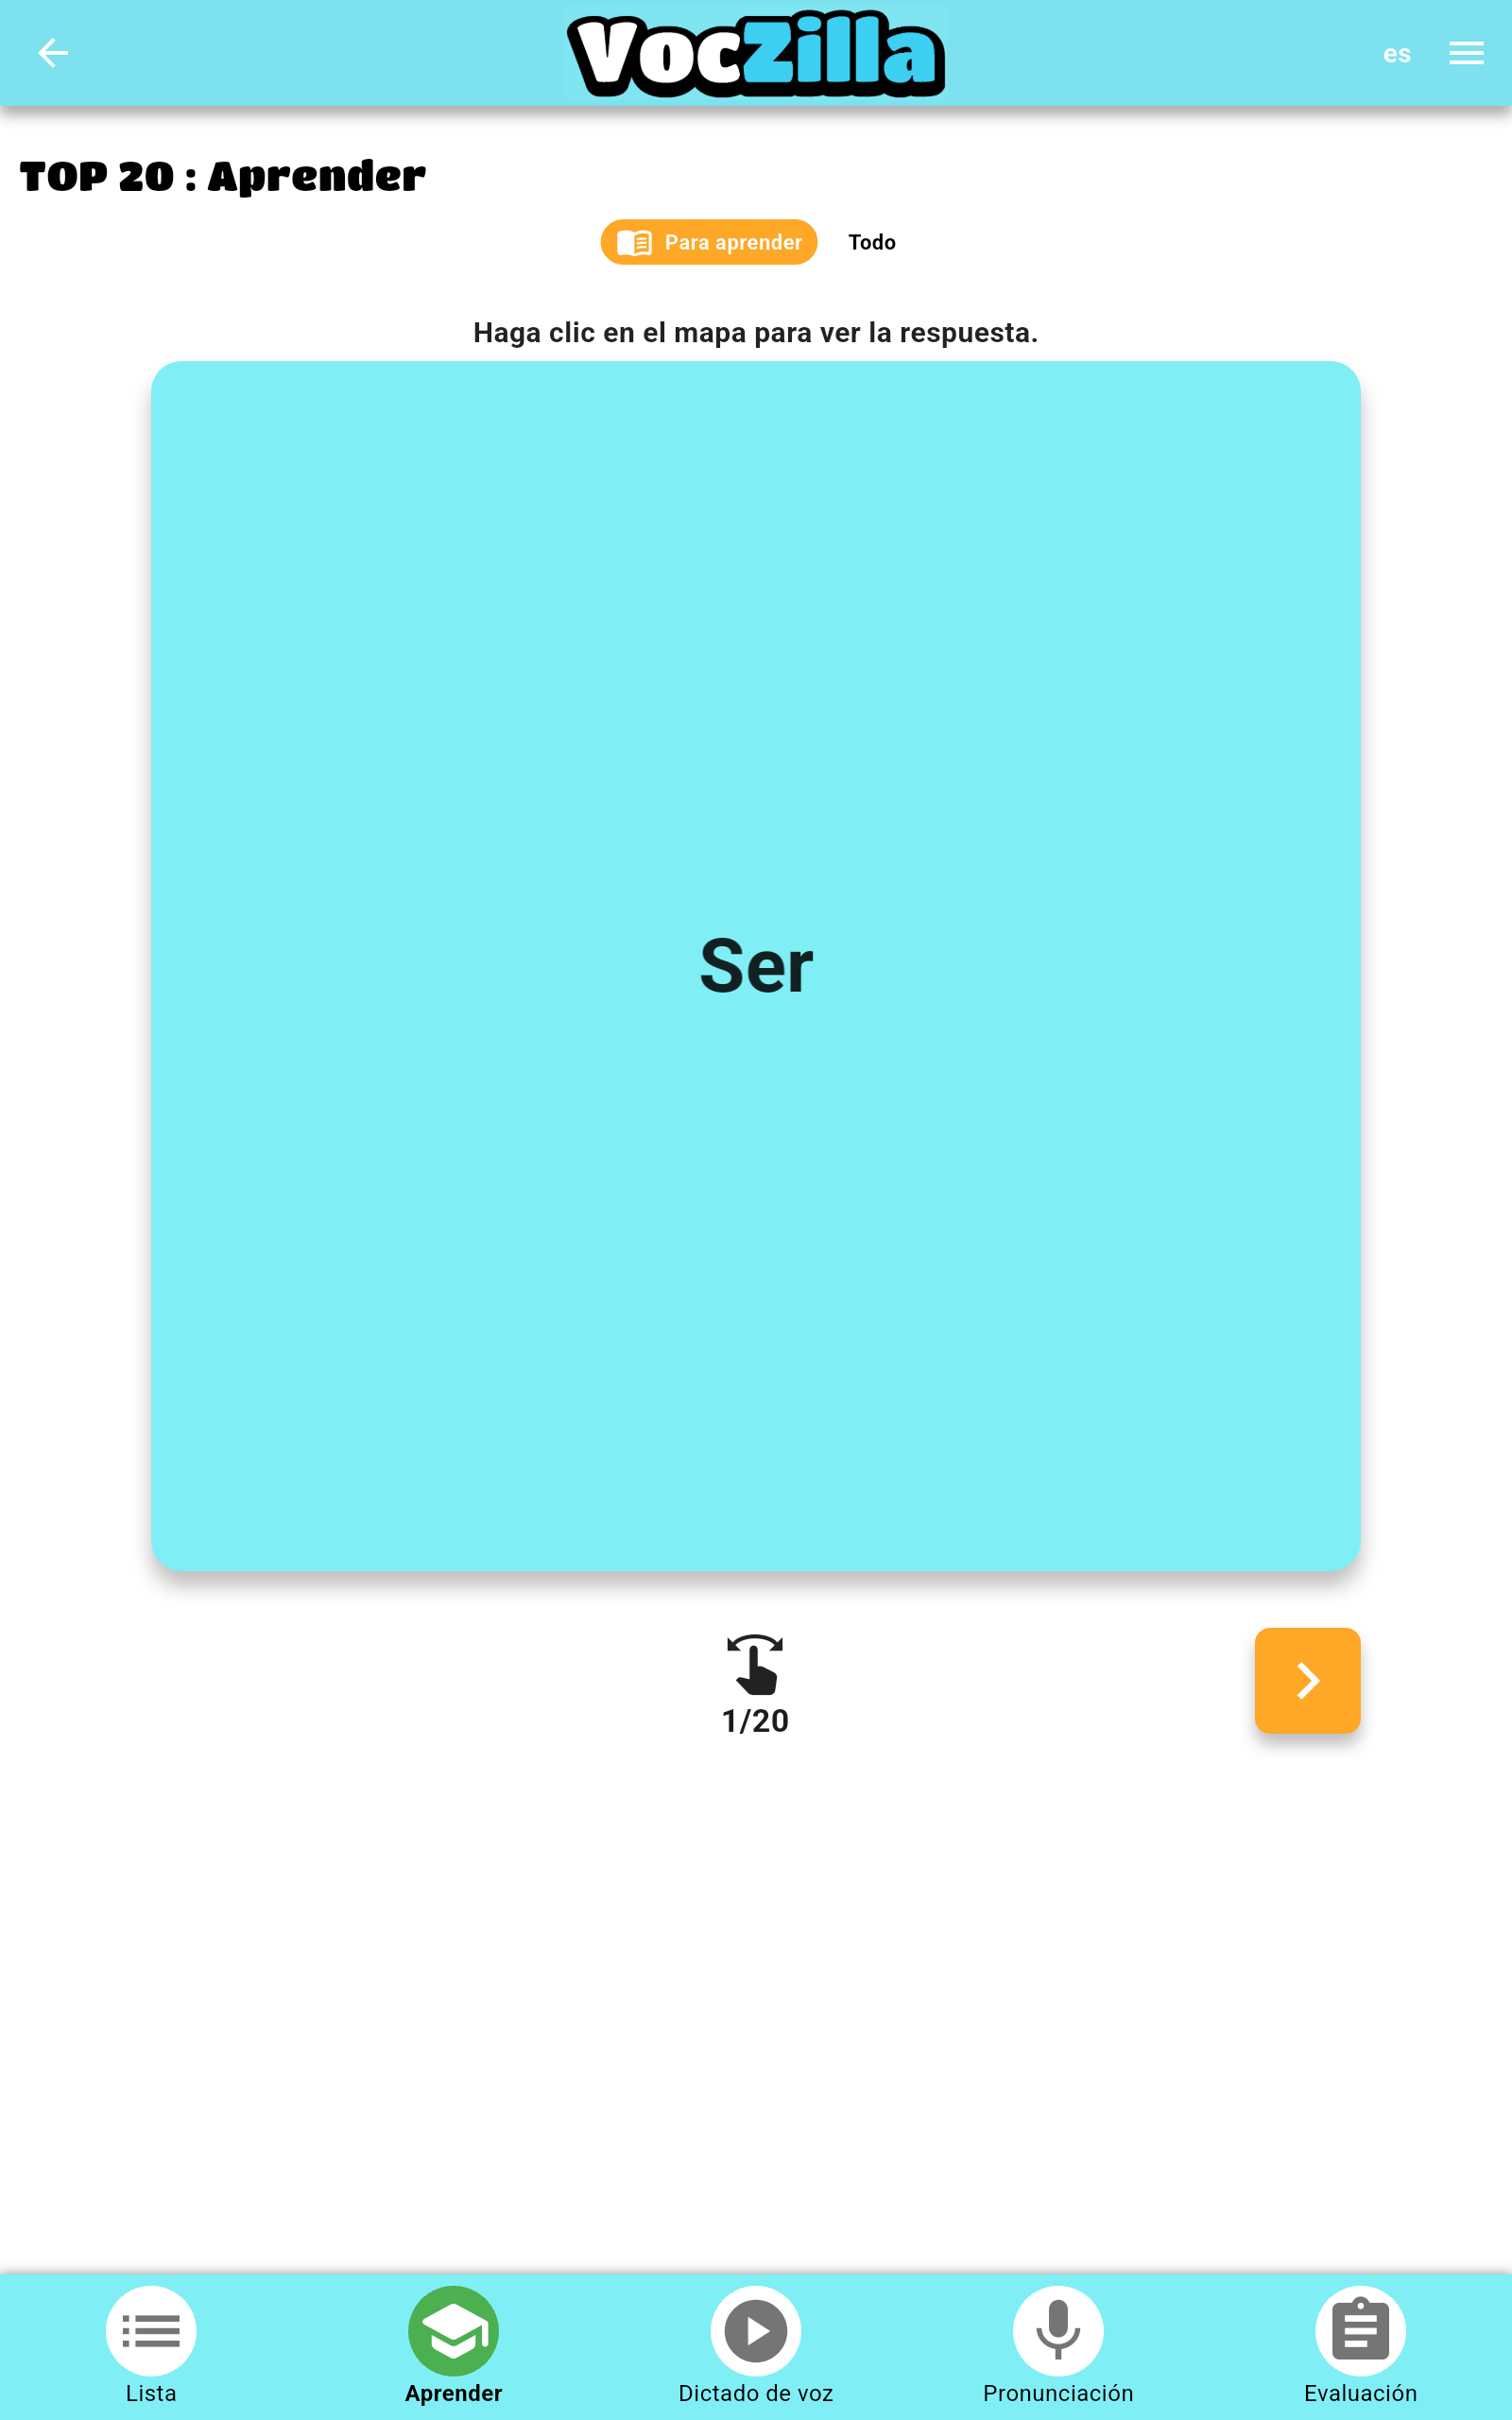 VocZilla
es
TOP 20 : Aprender
Para aprender
Todo
Haga clic en el mapa para ver la respuesta.
Ser
1/20
Lista
Aprender
Dictado de voz
Pronunciación
Evaluación